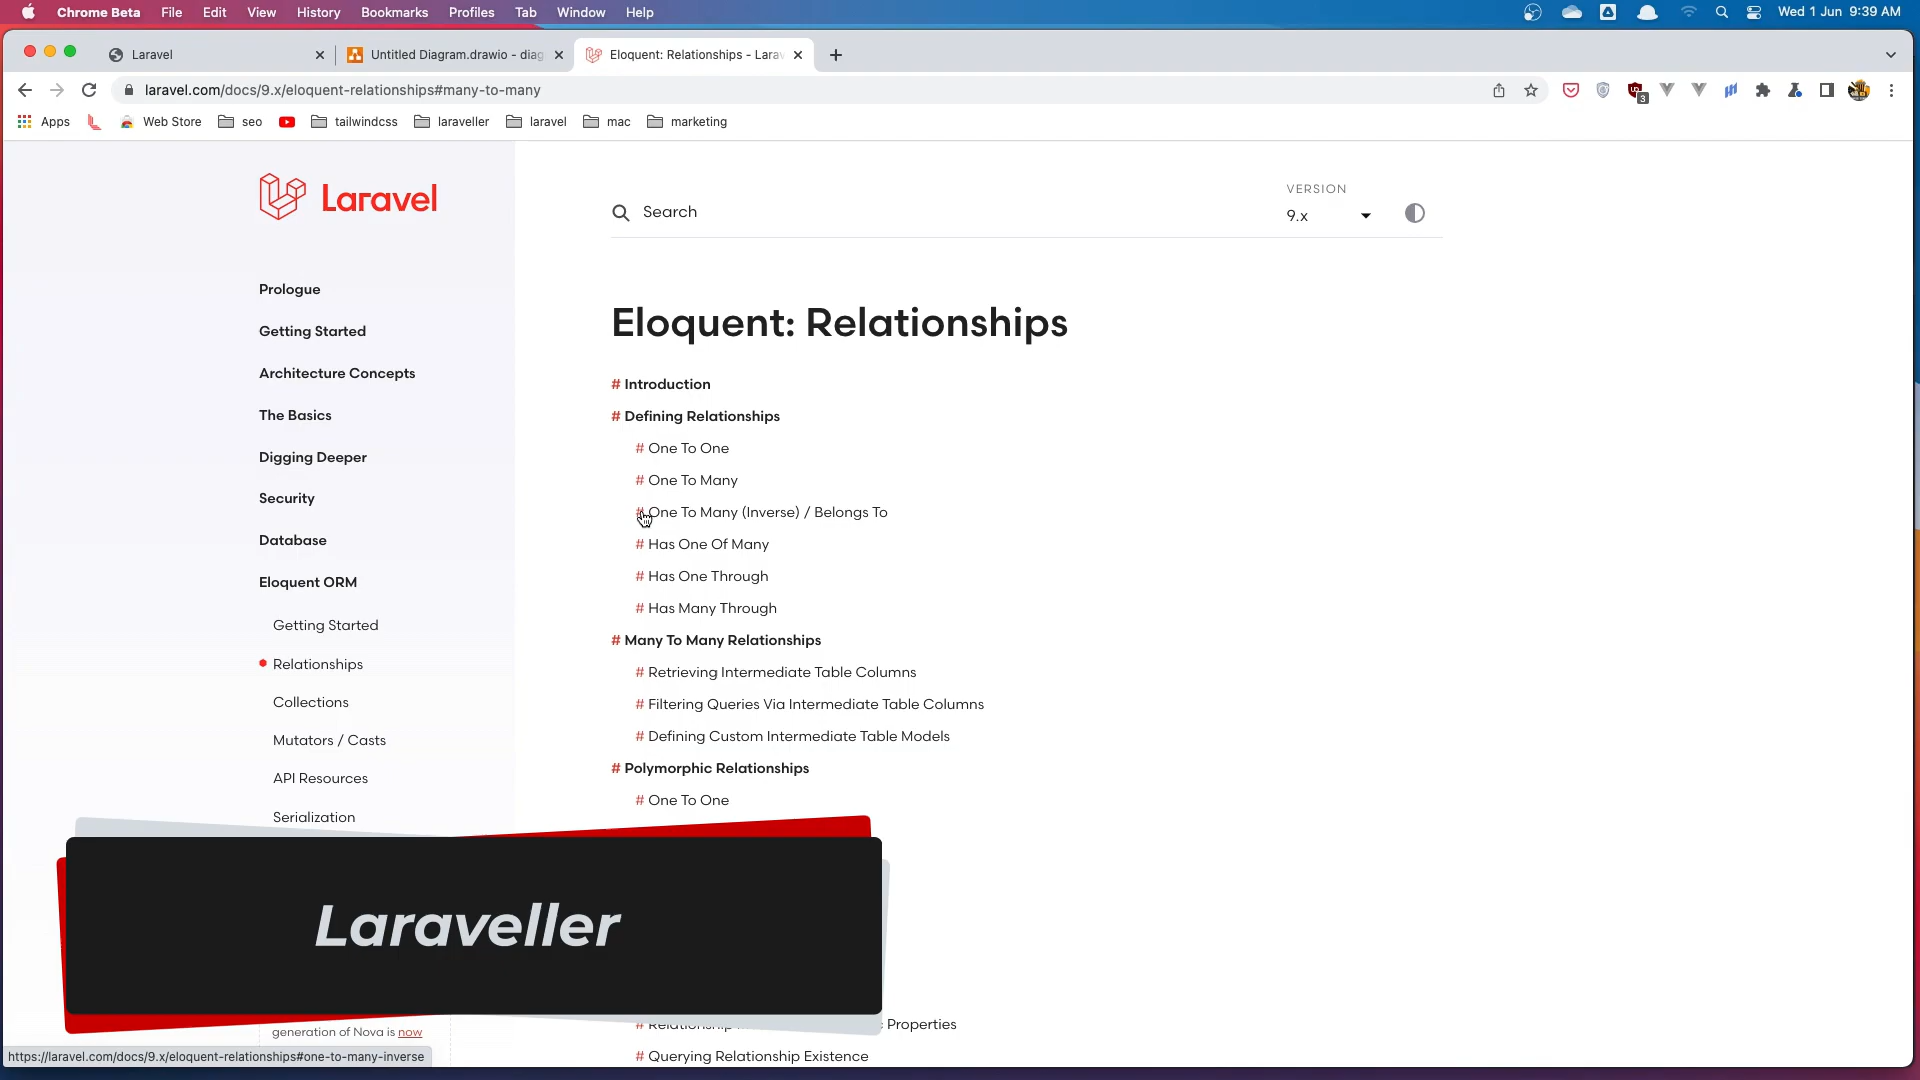 Chrome Beta File Edit View History Bookmarks Profiles Tab Window Help Wed 1 Jun 9:39 AM
Laravel Untitled Diagram.drawio - diag Eloquent: Relationships - Lara
laravel.com/docs/9.x/eloquent-relationships#many-to-many
3
Apps Web Store seo tailwindcss laraveller laravel mac marketing
Laravel
Search
VERSION
9.x
Prologue
Getting Started
Architecture Concepts
The Basics
Digging Deeper
Security
Database
Eloquent ORM
Getting Started
Relationships
Collections
Mutators / Casts
API Resources
Serialization
generation of Nova is now
Eloquent: Relationships
# Introduction
# Defining Relationships
# One To One
# One To Many
# One To Many (Inverse) / Belongs To
# Has One Of Many
# Has One Through
# Has Many Through
# Many To Many Relationships
# Retrieving Intermediate Table Columns
# Filtering Queries Via Intermediate Table Columns
# Defining Custom Intermediate Table Models
# Polymorphic Relationships
# One To One
Properties
# Querying Relationship Existence
Laraveller
https://laravel.com/docs/9.x/eloquent-relationships#one-to-many-inverse